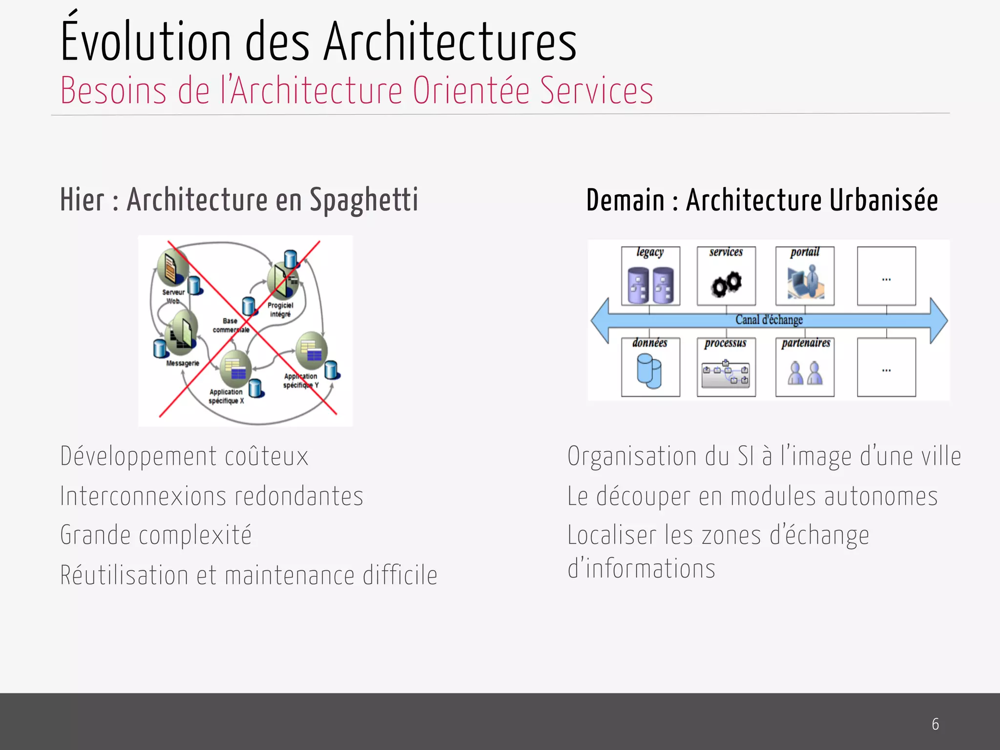 Évolution des Architectures
Besoins de l’Architecture Orientée Services
Hier : Architecture en Spaghetti
Serveur
Web
Progiciel
intégré
Base
commerciale
Messagerie
Application
spécifique X
Application
spécifique Y
Développement coûteux
Interconnexions redondantes
Grande complexité
Réutilisation et maintenance difficile
Demain : Architecture Urbanisée
legacy services portail ...
Canal d'échange
données processus partenaires ...
Organisation du SI à l’image d’une ville
Le découper en modules autonomes
Localiser les zones d’échange
d’informations
6